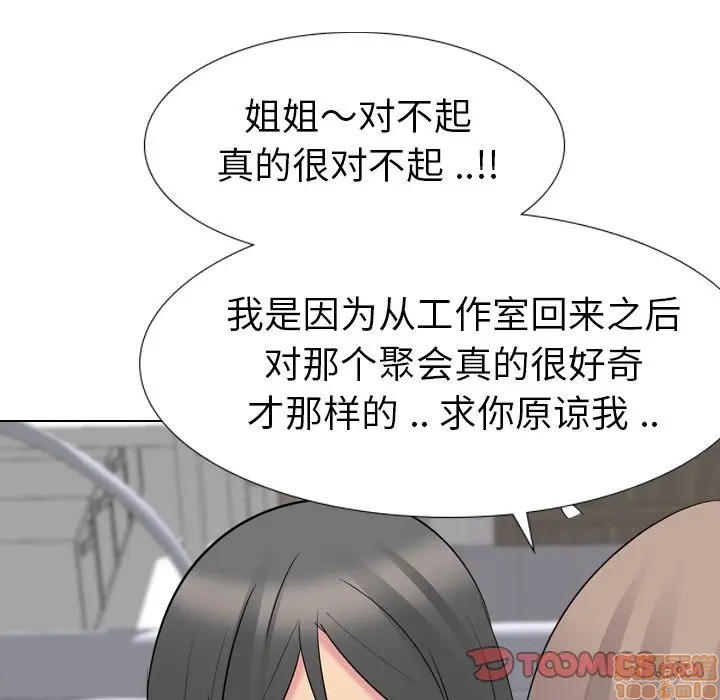 姐姐～对不起
真的很对不起 ..!!
我是因为从工作室回来之后
对那个聚会真的很好奇
才那样的 .. 求你原谅我 ..
TOOMICS
.COM